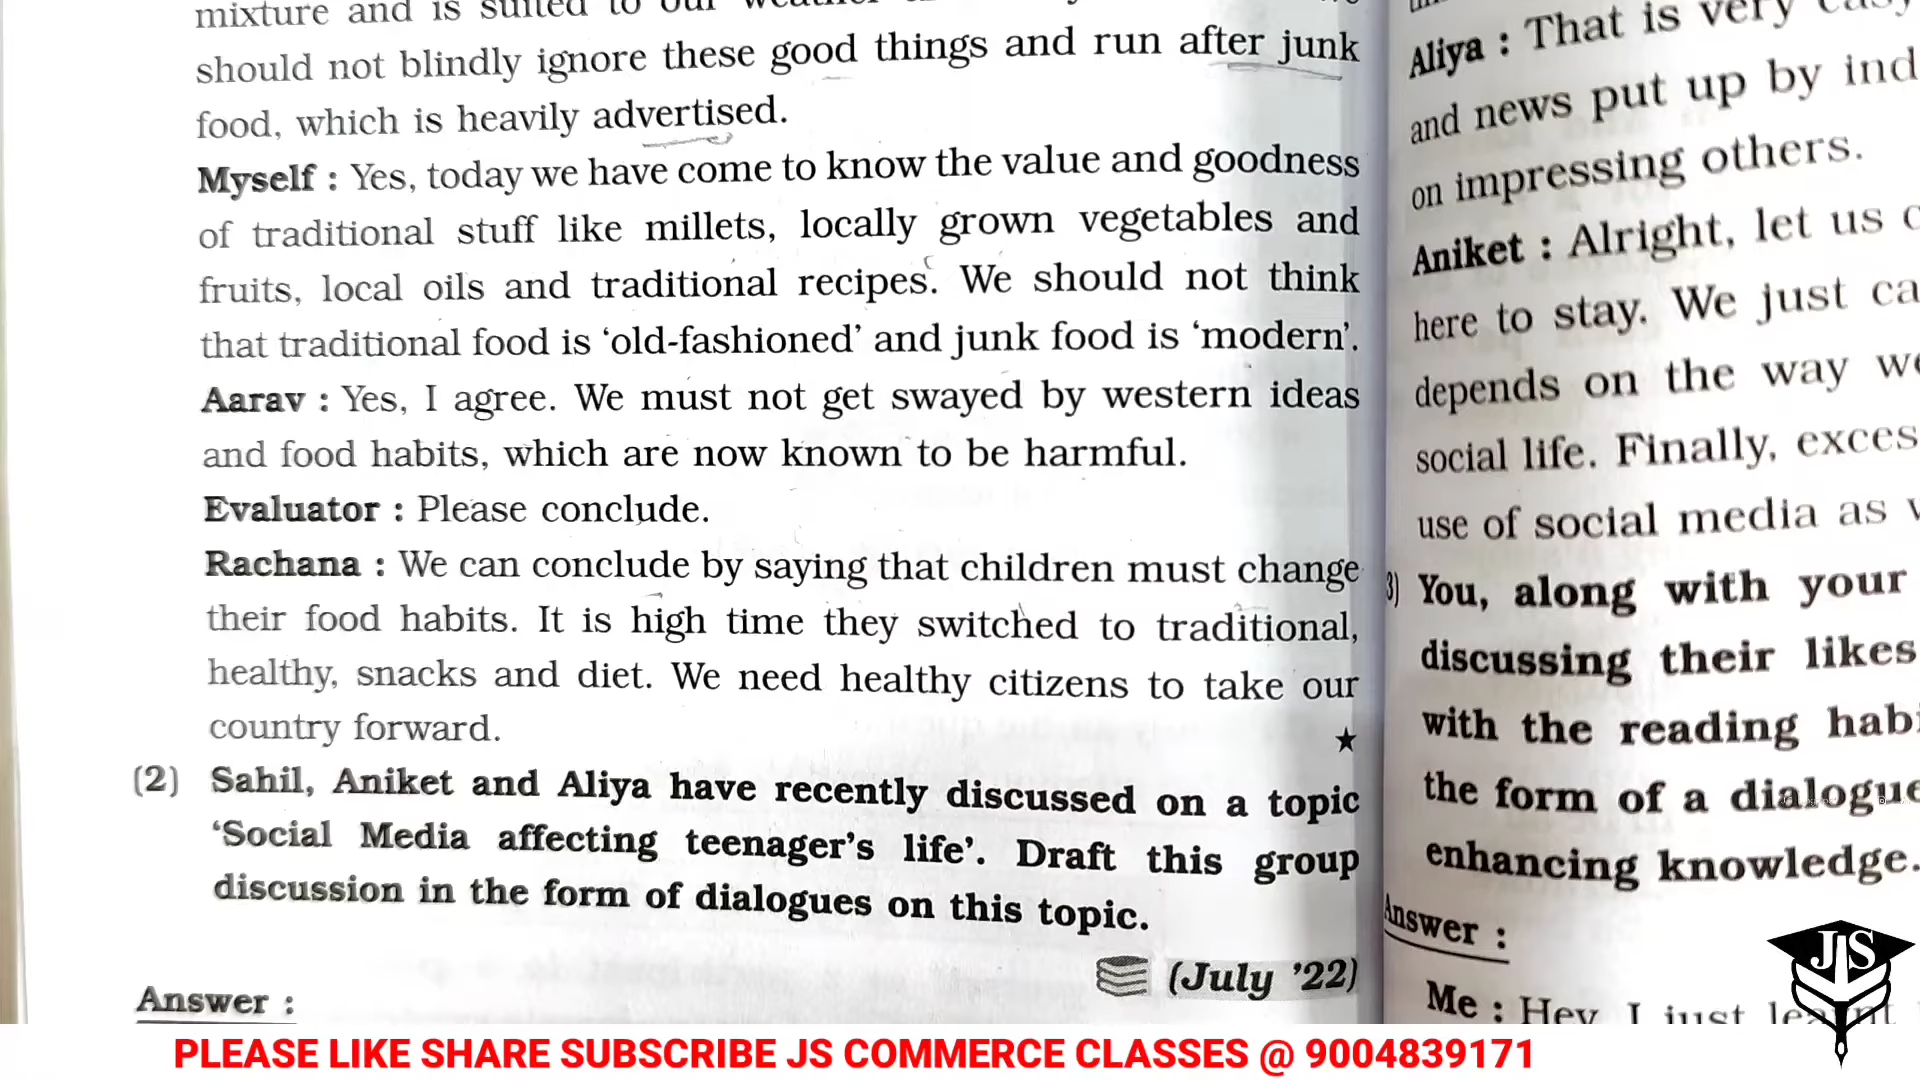 mixture and is suited to our
should not blindly ignore these good things and run after junk
food, which is heavily advertised.
Myself : Yes, today we have come to know the value and goodness
of traditional stuff like millets, locally grown vegetables and
fruits, local oils and traditional recipes. We should not think
that traditional food is ‘old-fashioned’ and junk food is ‘modern’.
Aarav : Yes, I agree. We must not get swayed by western ideas
and food habits, which are now known to be harmful.
Evaluator : Please conclude.
Rachana : We can conclude by saying that children must change
their food habits. It is high time they switched to traditional,
healthy, snacks and diet. We need healthy citizens to take our
country forward.
★
(2) Sahil, Aniket and Aliya have recently discussed on a topic
‘Social Media affecting teenager’s life’. Draft this group
discussion in the form of dialogues on this topic.
(July ’22)
Answer :
Aliya : That is very easy
and news put up by ind
on impressing others.
Aniket : Alright, let us c
here to stay. We just ca
depends on the way we
social life. Finally, exces
use of social media as w
3) You, along with your
discussing their likes
with the reading habi
the form of a dialogue
enhancing knowledge.
Answer :
Me : Hey, I just learnt
JS
PLEASE LIKE SHARE SUBSCRIBE JS COMMERCE CLASSES @ 9004839171